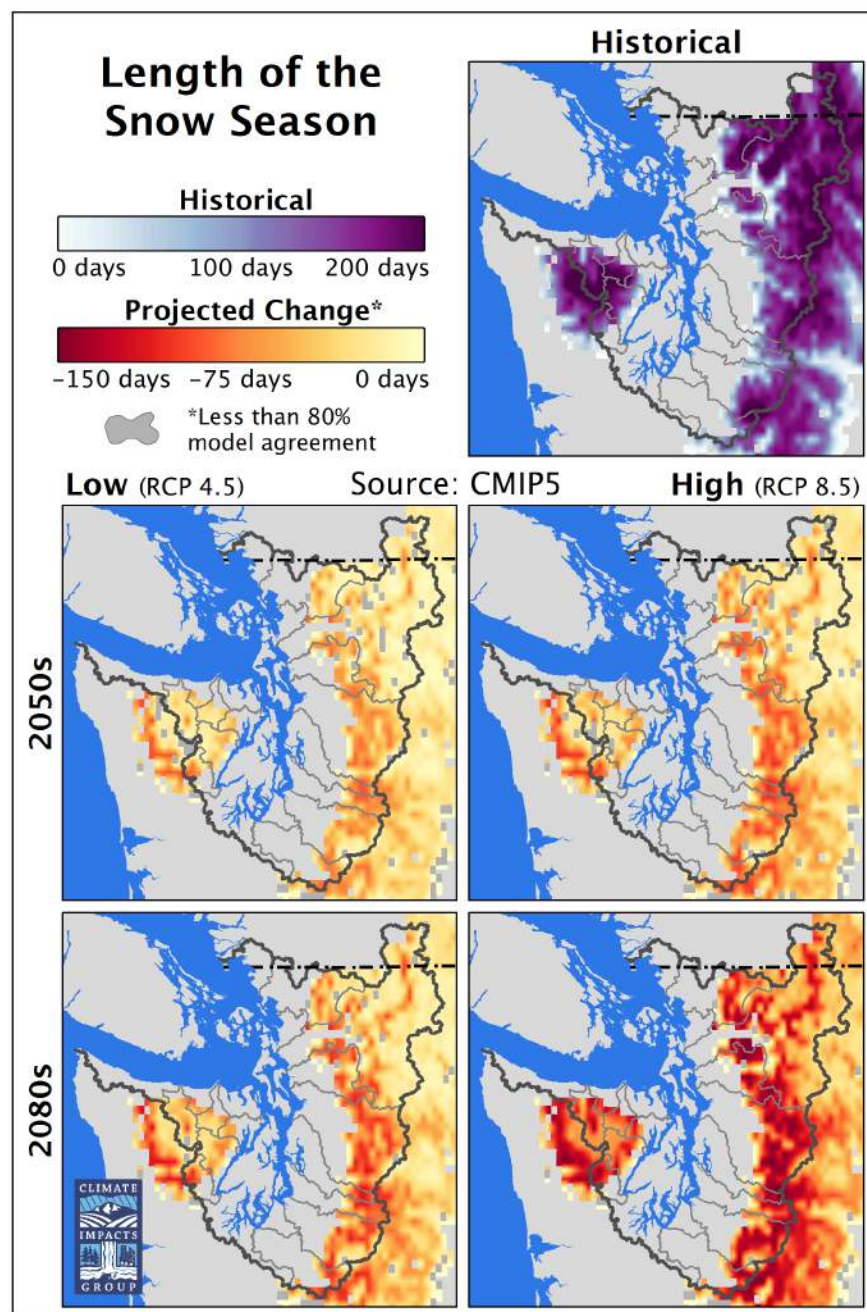 Length of the
Snow Season
Historical
Historical
0 days 100 days 200 days
Projected Change*
−150 days −75 days 0 days
*Less than 80%
model agreement
Low (RCP 4.5) Source: CMIP5 High (RCP 8.5)
2050s
2080s
CLIMATE
IMPACTS
GROUP